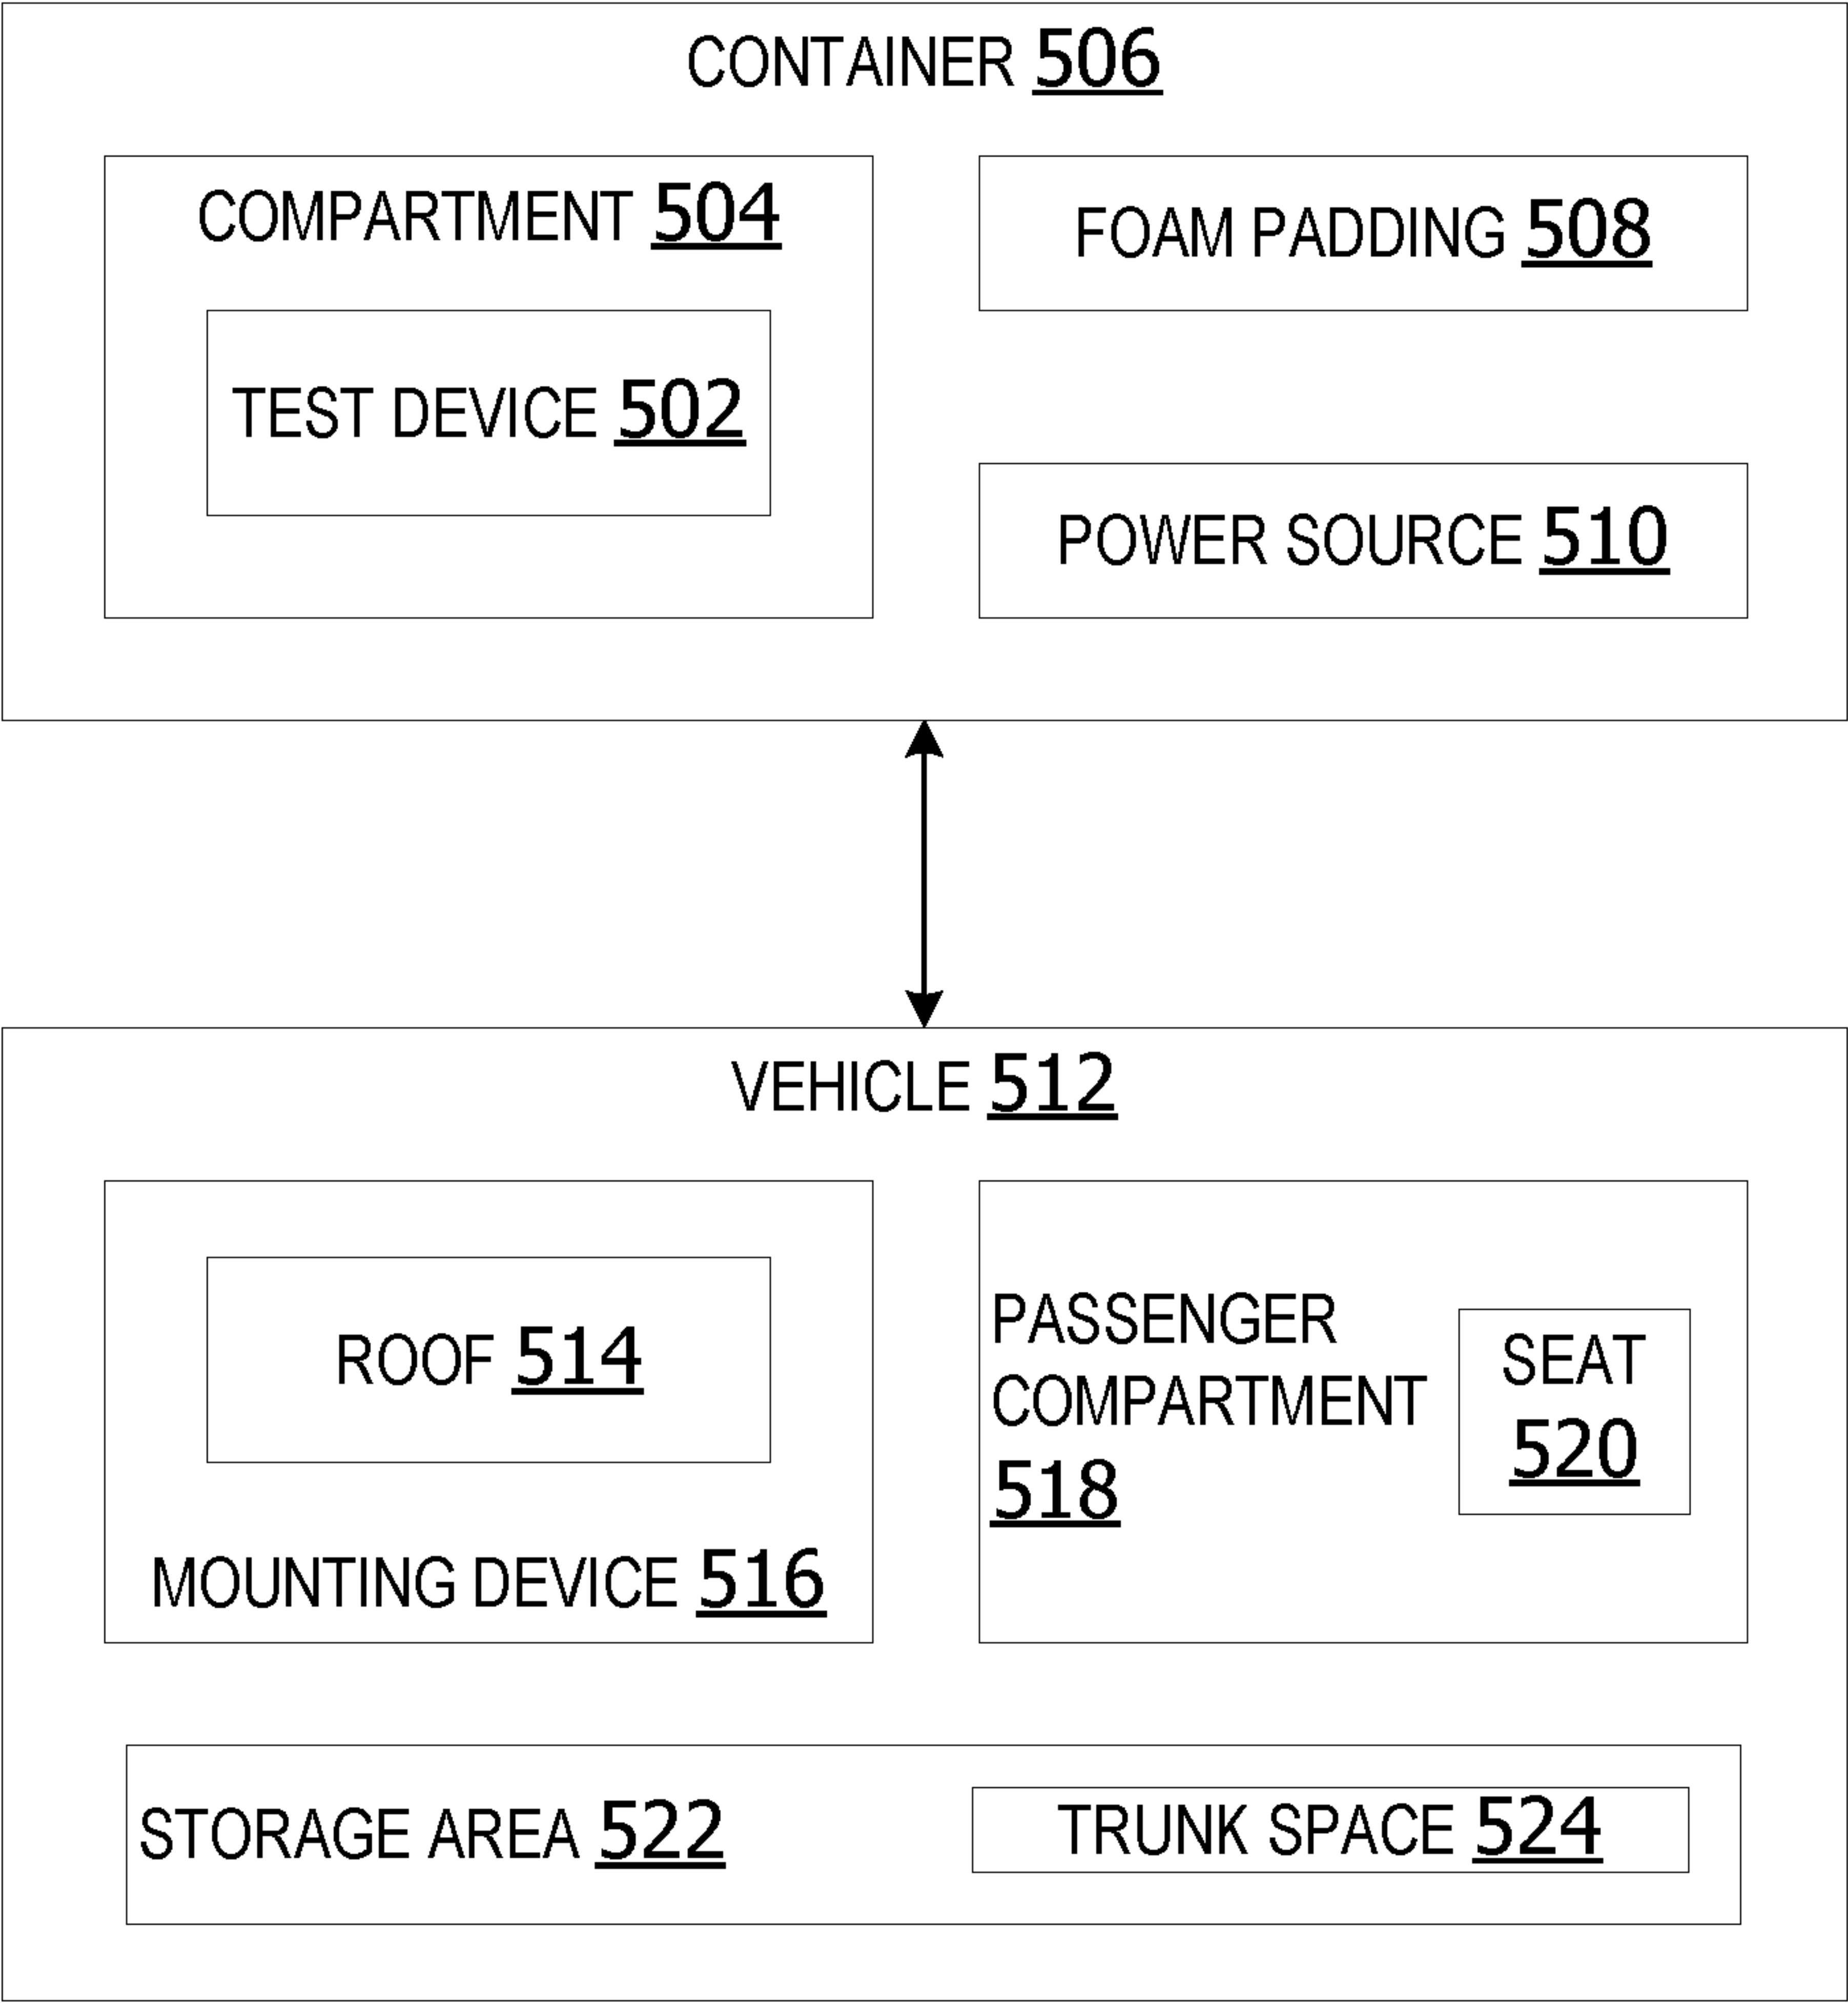 CONTAINER 506
COMPARTMENT 504
FOAM PADDING 508
TEST DEVICE 502
POWER SOURCE 510
VEHICLE 512
ROOF 514
MOUNTING DEVICE 516
PASSENGER
COMPARTMENT
518
SEAT
520
STORAGE AREA 522
TRUNK SPACE 524